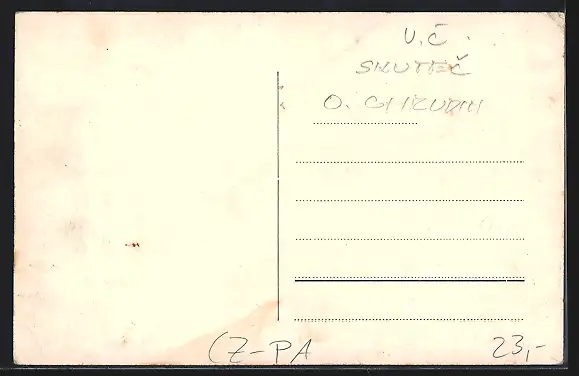 V.Č.
SKUTEČ
O. CHRUDIM
CZ-PA
23,-